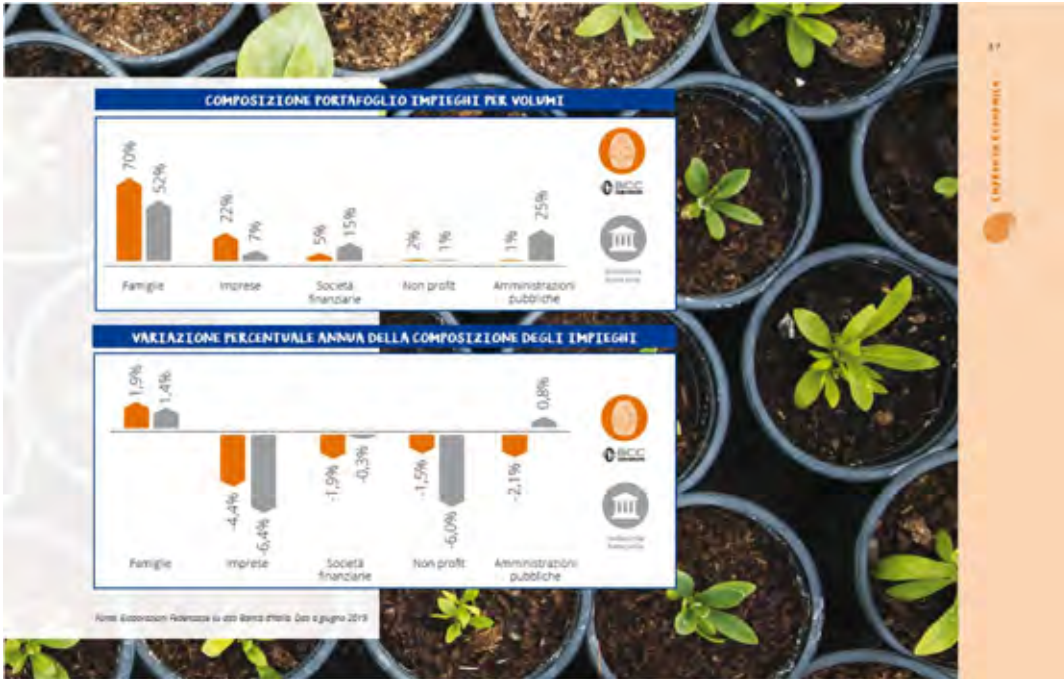 37
IMPRONTA ECONOMICA
COMPOSIZIONE PORTAFOGLIO IMPIEGHI PER VOLUMI
70%
52%
22%
7%
5%
15%
2%
1%
1%
25%
BCC
Famiglie
Imprese
Società
finanziarie
Non profit
Amministrazioni
pubbliche
VARIAZIONE PERCENTUALE ANNUA DELLA COMPOSIZIONE DEGLI IMPIEGHI
1,9%
1,4%
-4,4%
-6,4%
-1,9%
-0,3%
-1,5%
-6,0%
-2,1%
0,8%
BCC
Famiglie
Imprese
Società
finanziarie
Non profit
Amministrazioni
pubbliche
Fonte: Elaborazioni Federcasse su dati Banca d'Italia. Dati a giugno 2019